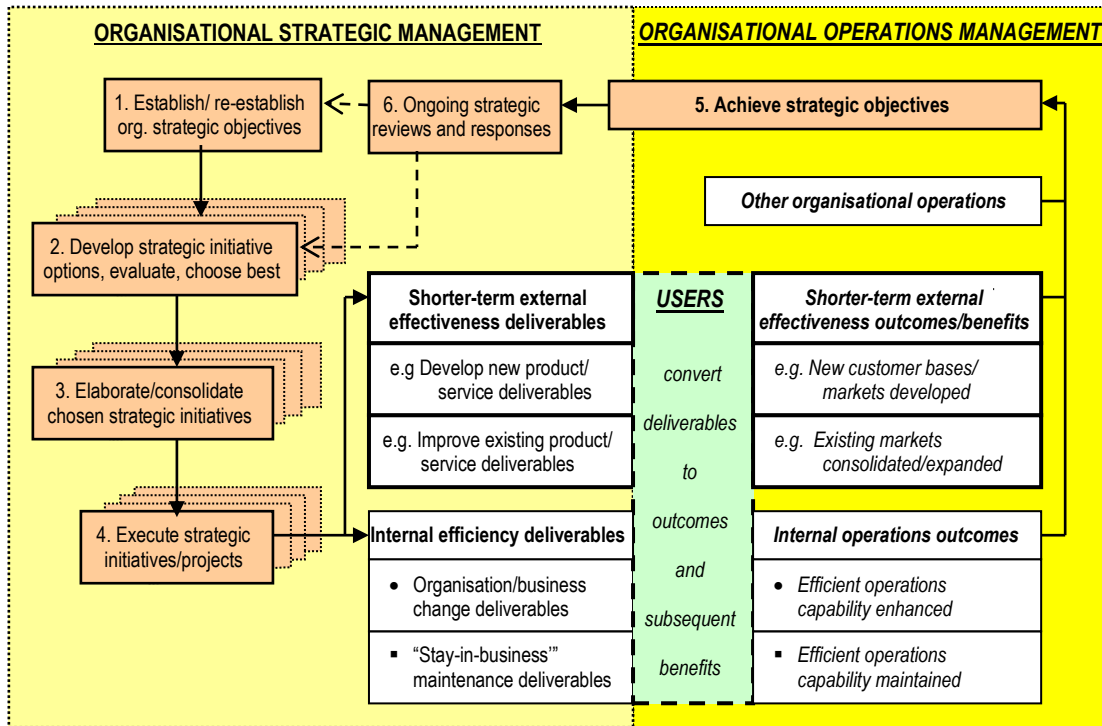 ORGANISATIONAL STRATEGIC MANAGEMENT
ORGANISATIONAL OPERATIONS MANAGEMENT
1. Establish/ re-establish
org. strategic objectives
6. Ongoing strategic
reviews and responses
5. Achieve strategic objectives
Other organisational operations
2. Develop strategic initiative
options, evaluate, choose best
3. Elaborate/consolidate
chosen strategic initiatives
4. Execute strategic
initiatives/projects
Shorter-term external
effectiveness deliverables
e.g Develop new product/
service deliverables
e.g. Improve existing product/
service deliverables
Internal efficiency deliverables
● Organisation/business
change deliverables
▪ “Stay-in-business’”
maintenance deliverables
USERS
convert
deliverables
to
outcomes
and
subsequent
benefits
Shorter-term external
effectiveness outcomes/benefits
e.g. New customer bases/
markets developed
e.g. Existing markets
consolidated/expanded
Internal operations outcomes
● Efficient operations
capability enhanced
▪ Efficient operations
capability maintained